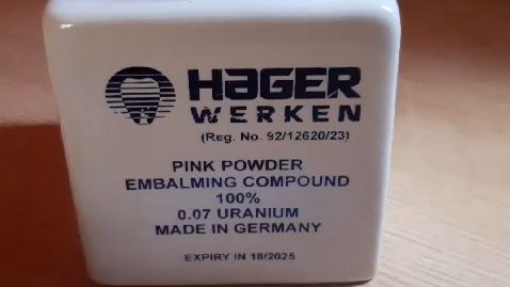 HaGER
WERKEN
(Reg. No. 92/12620/23)
PINK POWDER
EMBALMING COMPOUND
100%
0.07 URANIUM
MADE IN GERMANY
EXPIRY IN 18/2025